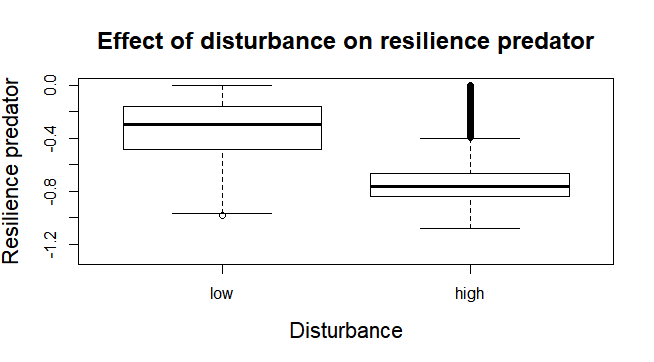 Effect of disturbance on resilience predator
Resilience predator
0.0
-0.4
-0.8
-1.2
low
high
Disturbance